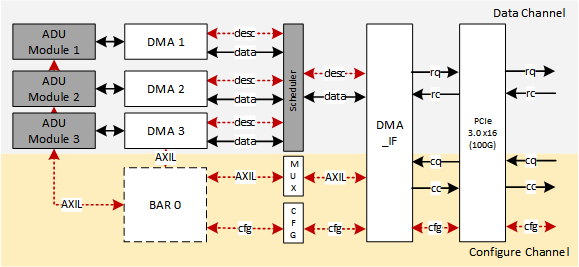 Data Channel
ADU
Module 1
DMA 1
desc
data
ADU
Module 2
DMA 2
desc
data
ADU
Module 3
DMA 3
desc
data
Scheduler
desc
data
DMA
_IF
rq
rc
PCIe
3.0 x16
(100G)
rq
rc
AXIL
AXIL
BAR 0
AXIL
MUX
AXIL
cq
cc
cq
cc
cfg
CFG
cfg
cfg
cfg
Configure Channel